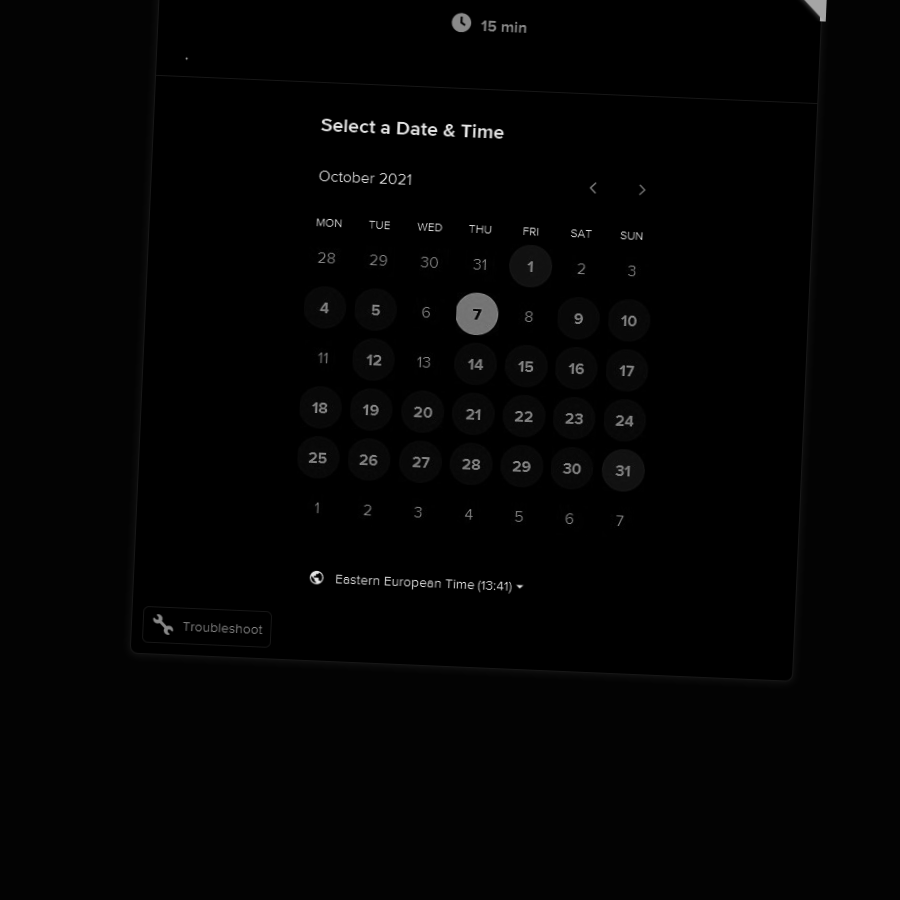 15 min
.
Select a Date & Time
October 2021
MON TUE WED THU FRI SAT SUN
28 29 30 31 1 2 3
4 5 6 7 8 9 10
11 12 13 14 15 16 17
18 19 20 21 22 23 24
25 26 27 28 29 30 31
1 2 3 4 5 6 7
Eastern European Time (13:41)
Troubleshoot